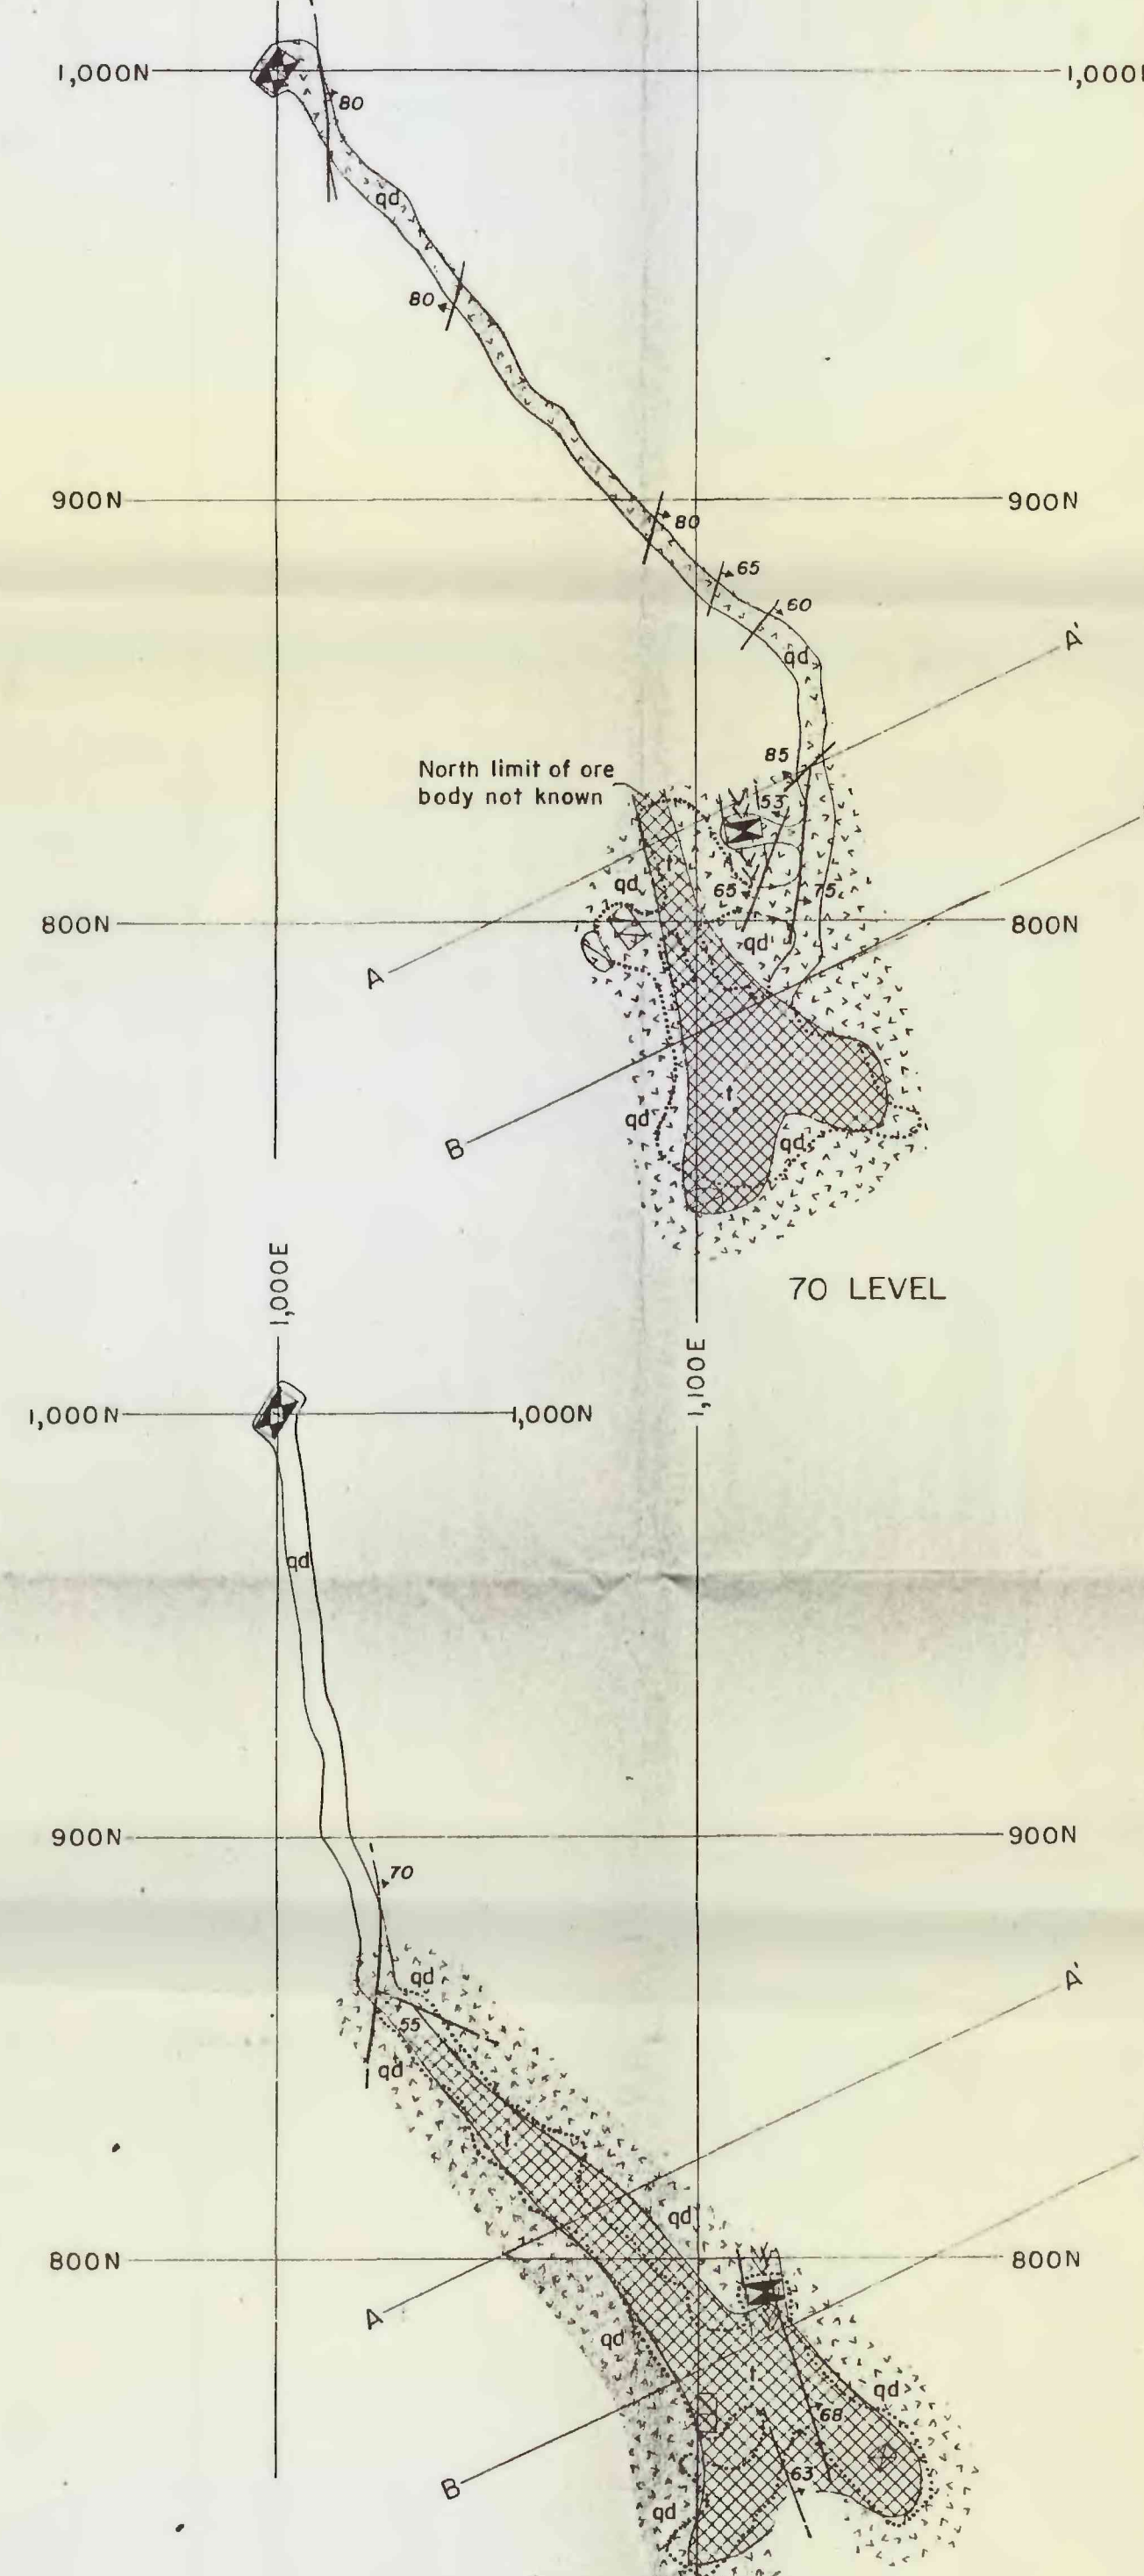 1,000N
1,000
80
qd
80
900N
900N
80
65
60
qd
A'
85
North limit of ore
body not known
53
t
qd
65
75
800N
800N
qd
A
B
t
qd
qd
70 LEVEL
1,000E
1,100E
1,000N
1,000N
qd
900N
900N
70
qd
A'
55
qd
t
qd
800N
800N
A
qd
t
qd
68
B
63
qd